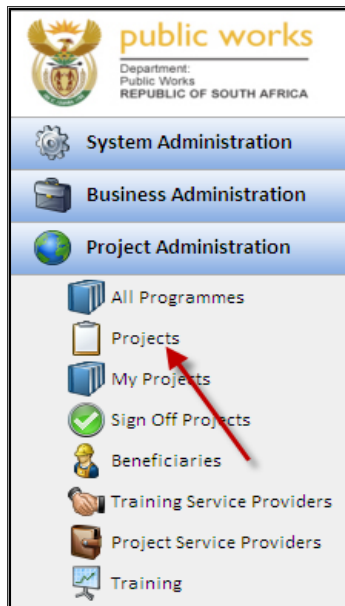 public works
Department:
Public Works
REPUBLIC OF SOUTH AFRICA
System Administration
Business Administration
Project Administration
All Programmes
Projects
My Projects
Sign Off Projects
Beneficiaries
Training Service Providers
Project Service Providers
Training